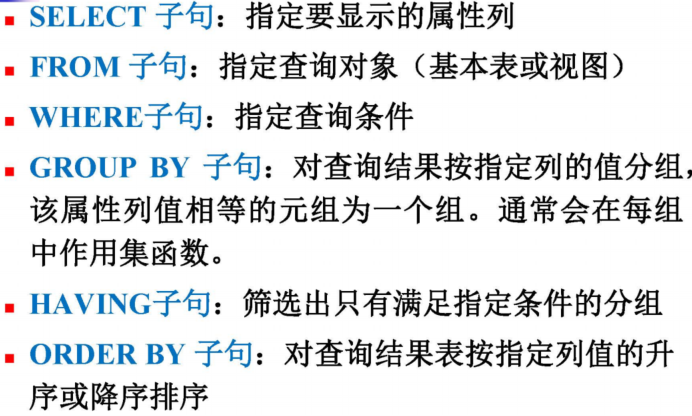 SELECT 子句：指定要显示的属性列
FROM 子句：指定查询对象（基本表或视图）
WHERE子句：指定查询条件
GROUP BY 子句：对查询结果按指定列的值分组，
该属性列值相等的元组为一个组。通常会在每组
中作用集函数。
HAVING子句：筛选出只有满足指定条件的分组
ORDER BY 子句：对查询结果表按指定列值的升
序或降序排序